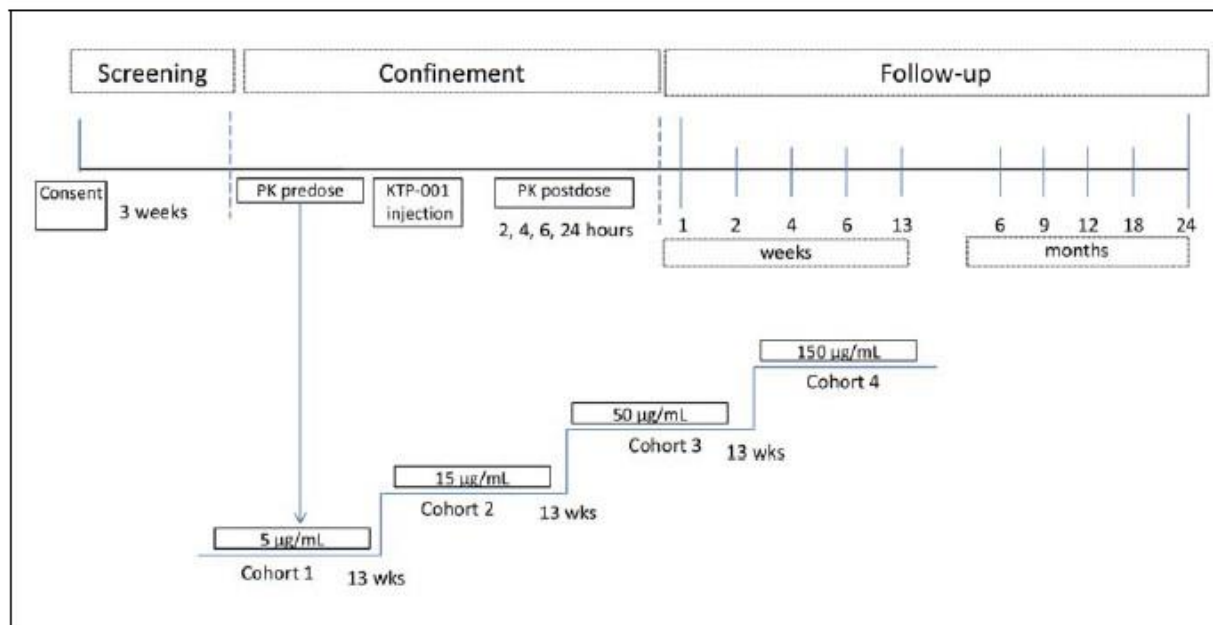 Screening
Confinement
Follow-up
Consent
3 weeks
PK predose
KTP-001
injection
PK postdose
2, 4, 6, 24 hours
1 2 4 6 13 6 9 12 18 24
weeks
months
150 µg/mL
Cohort 4
50 µg/mL
Cohort 3
13 wks
15 µg/mL
Cohort 2
13 wks
5 µg/mL
Cohort 1
13 wks